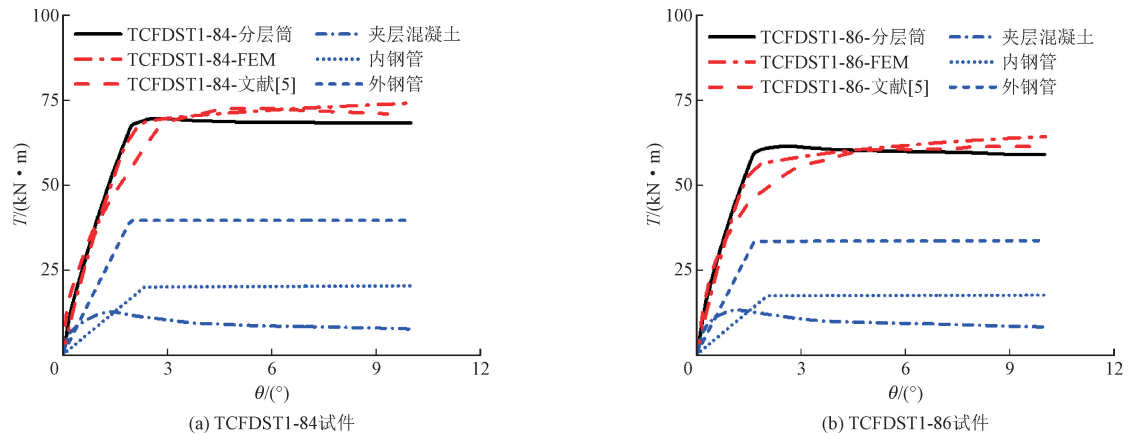 100
75
50
25
0
3
6
9
12
T/(kN·m)
θ/(°)
TCFDST1-84-分层筒
TCFDST1-84-FEM
TCFDST1-84-文献[5]
夹层混凝土
内钢管
外钢管
(a) TCFDST1-84试件
100
75
50
25
0
3
6
9
12
T/(kN·m)
θ/(°)
TCFDST1-86-分层筒
TCFDST1-86-FEM
TCFDST1-86-文献[5]
夹层混凝土
内钢管
外钢管
(b) TCFDST1-86试件